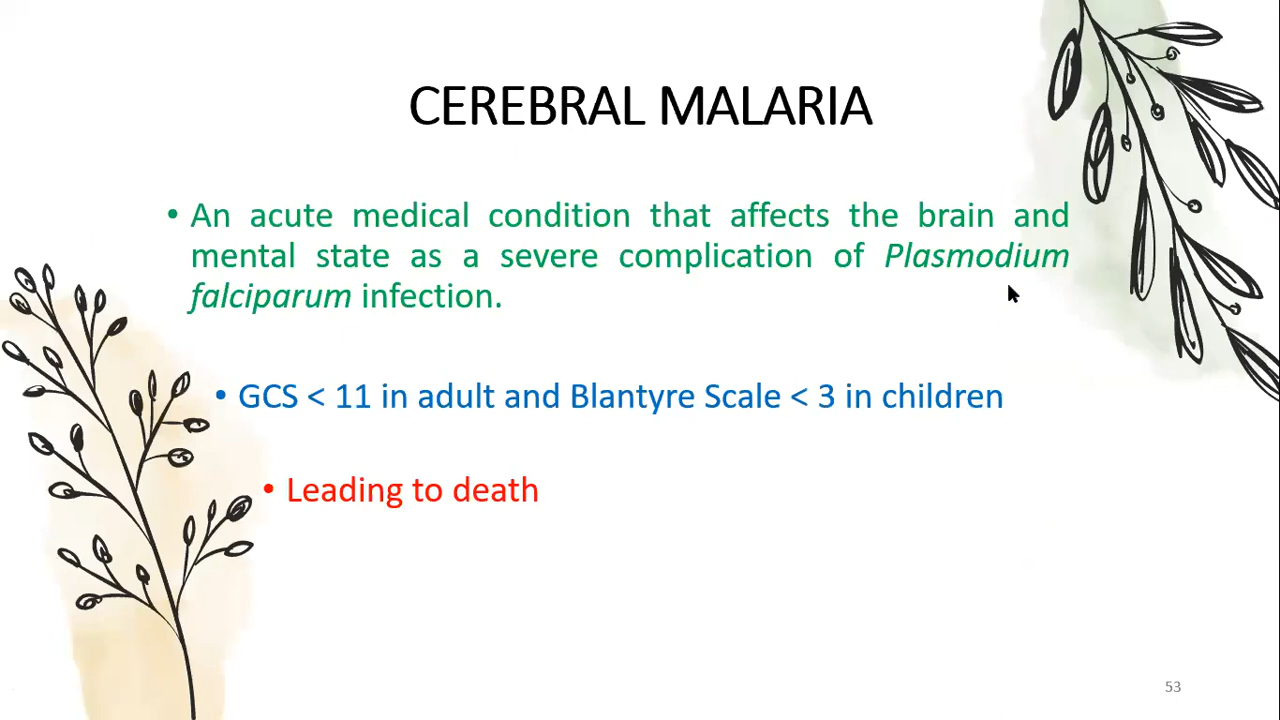 CEREBRAL MALARIA
• An acute medical condition that affects the brain and
mental state as a severe complication of Plasmodium
falciparum infection.
• GCS < 11 in adult and Blantyre Scale < 3 in children
• Leading to death
53